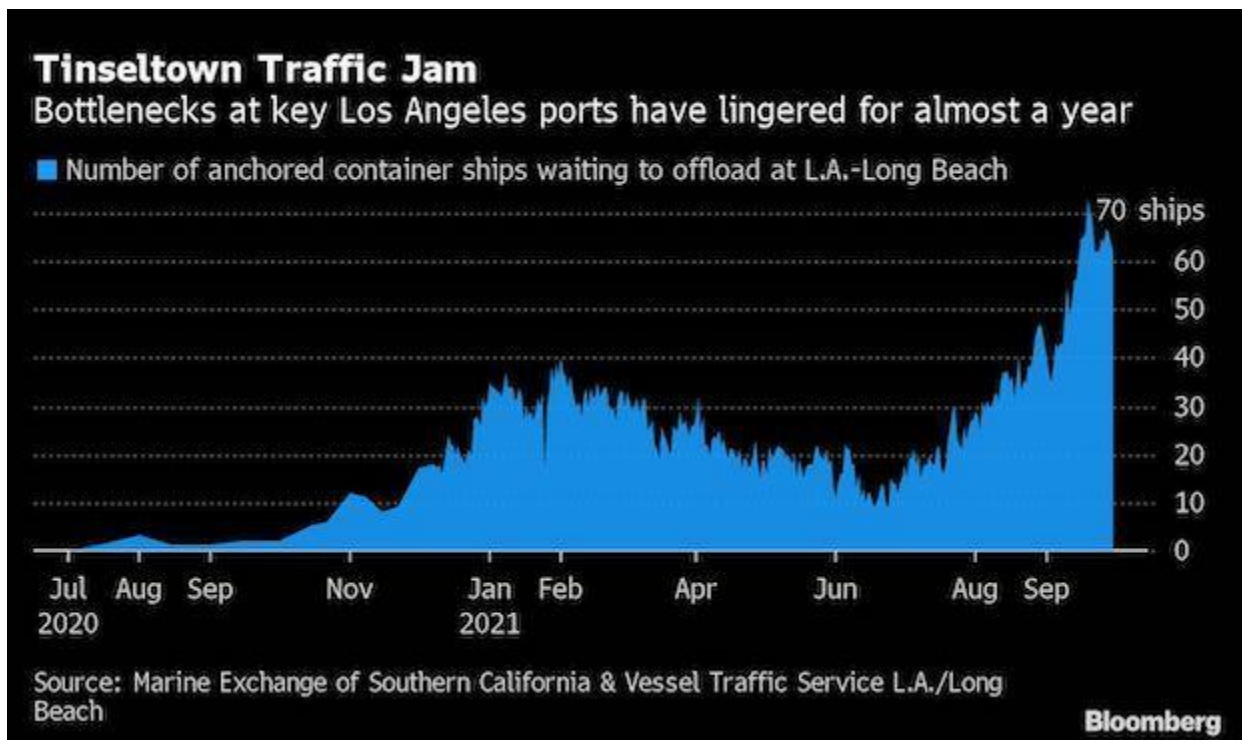 Tinseltown Traffic Jam
Bottlenecks at key Los Angeles ports have lingered for almost a year
Number of anchored container ships waiting to offload at L.A.-Long Beach
70 ships
60
50
40
30
20
10
0
Jul Aug Sep Nov Jan Feb Apr Jun Aug Sep
2020 2021
Source: Marine Exchange of Southern California & Vessel Traffic Service L.A./Long
Beach
Bloomberg